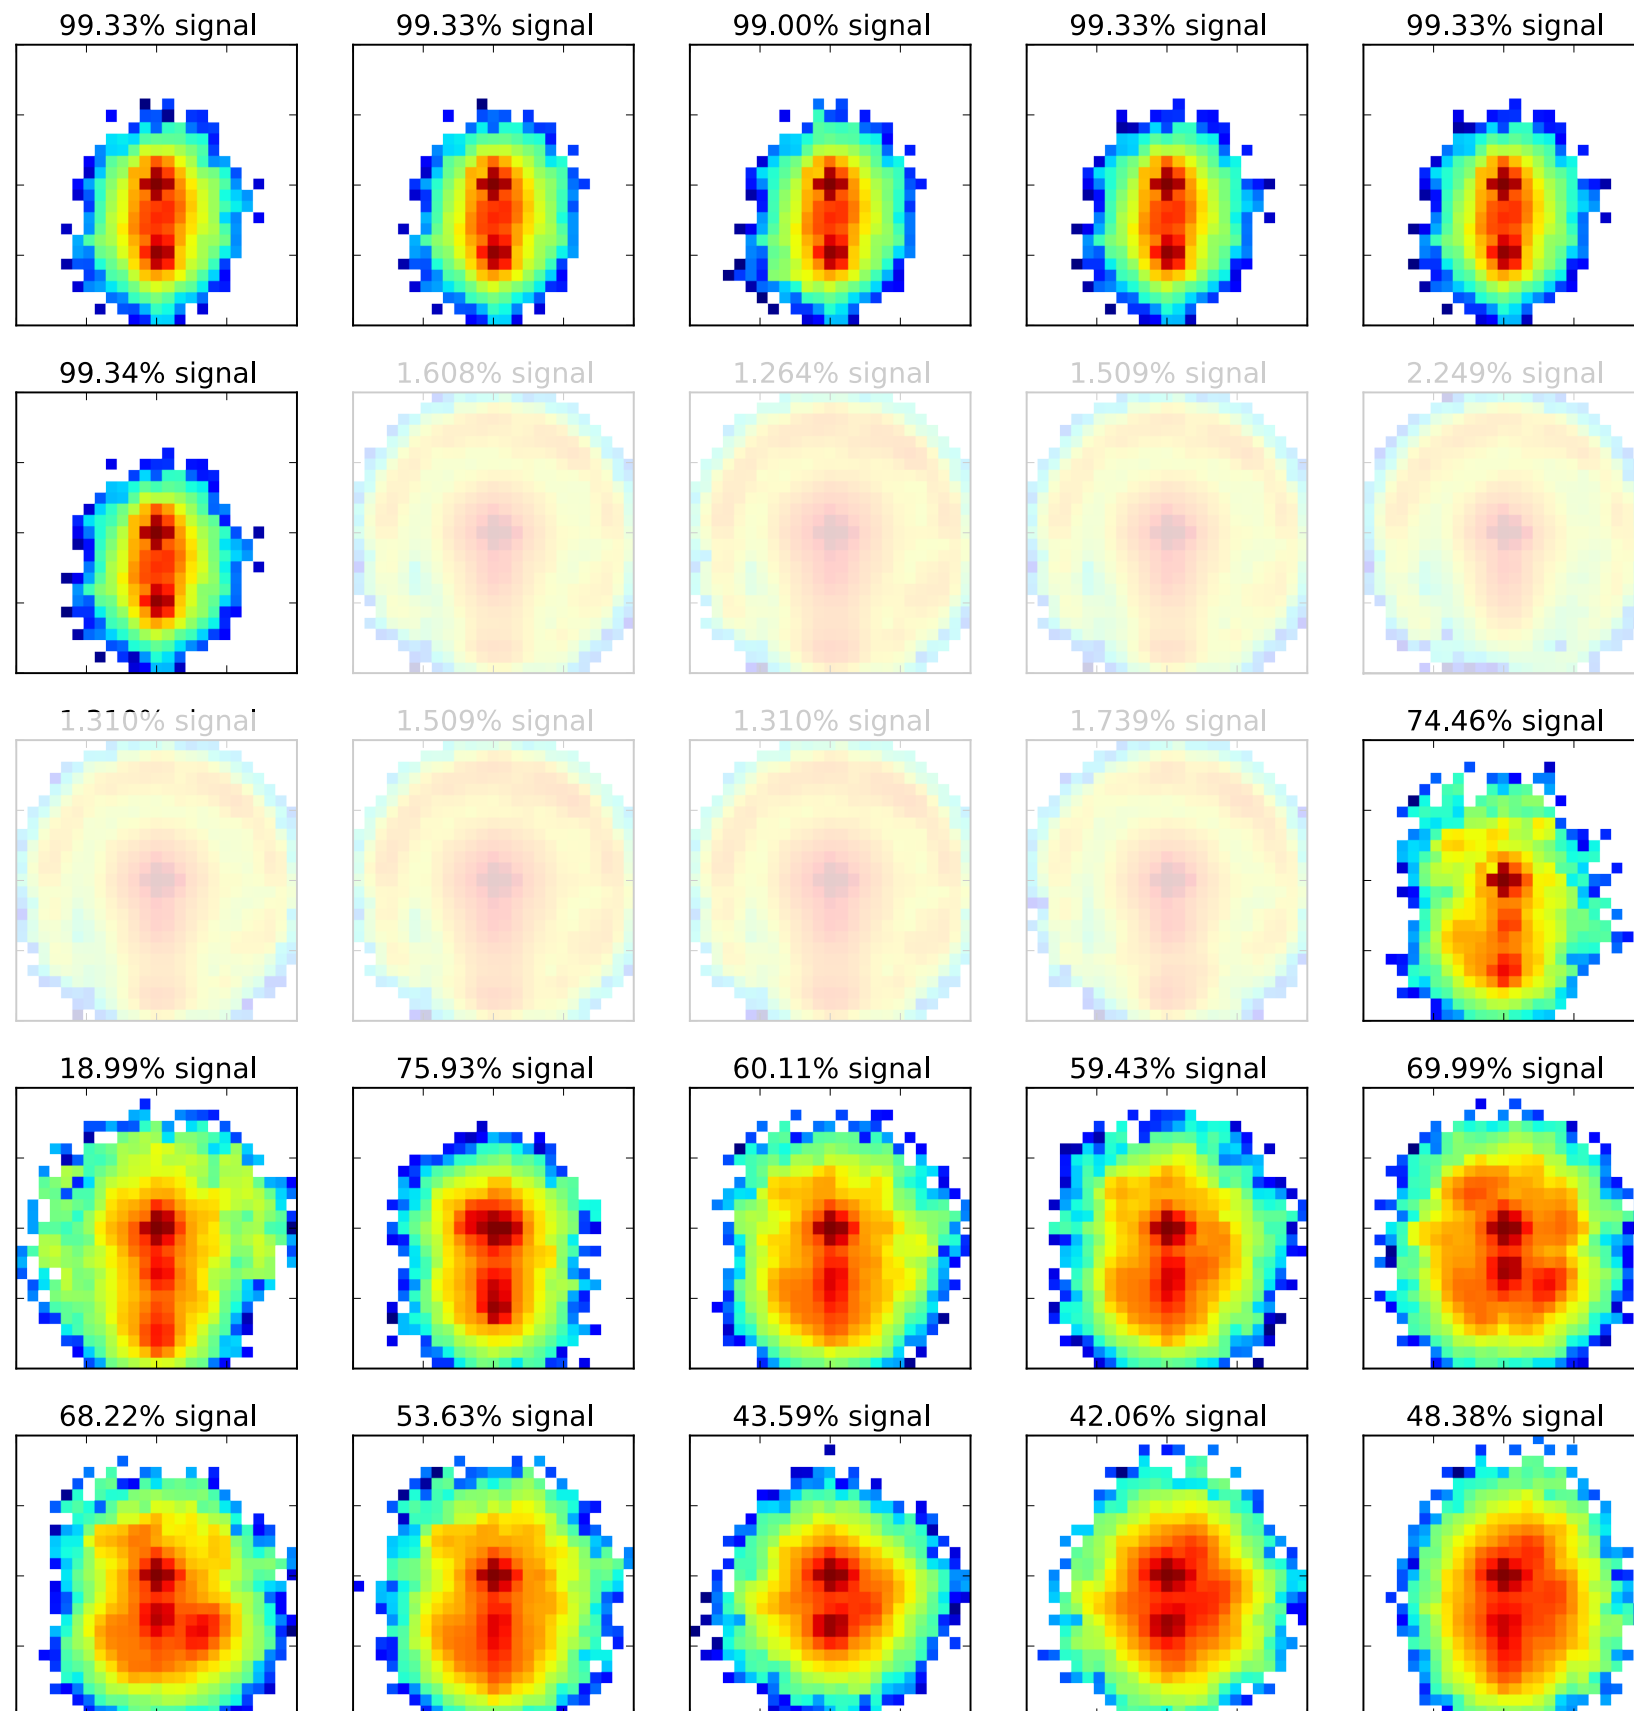 99.33% signal
99.33% signal
99.00% signal
99.33% signal
99.33% signal
99.34% signal
1.608% signal
1.264% signal
1.509% signal
2.249% signal
1.310% signal
1.509% signal
1.310% signal
1.739% signal
74.46% signal
18.99% signal
75.93% signal
60.11% signal
59.43% signal
69.99% signal
68.22% signal
53.63% signal
43.59% signal
42.06% signal
48.38% signal